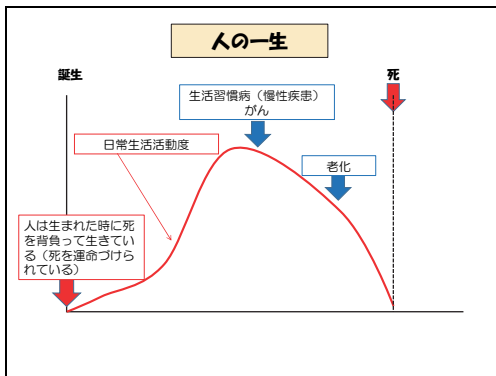 人の一生
誕生
死
生活習慣病（慢性疾患）
がん
日常生活活動度
老化
人は生まれた時に死
を背負って生きてい
る（死を運命づけら
れている）